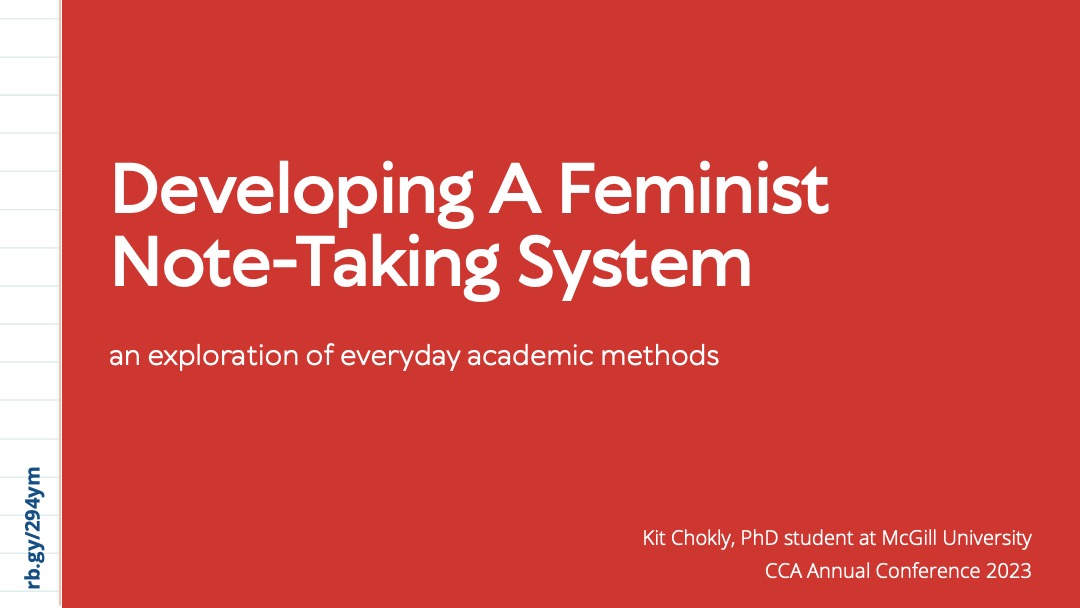 Developing A Feminist
Note-Taking System
an exploration of everyday academic methods
Kit Chokly, PhD student at McGill University
CCA Annual Conference 2023
rb.gy/294ym